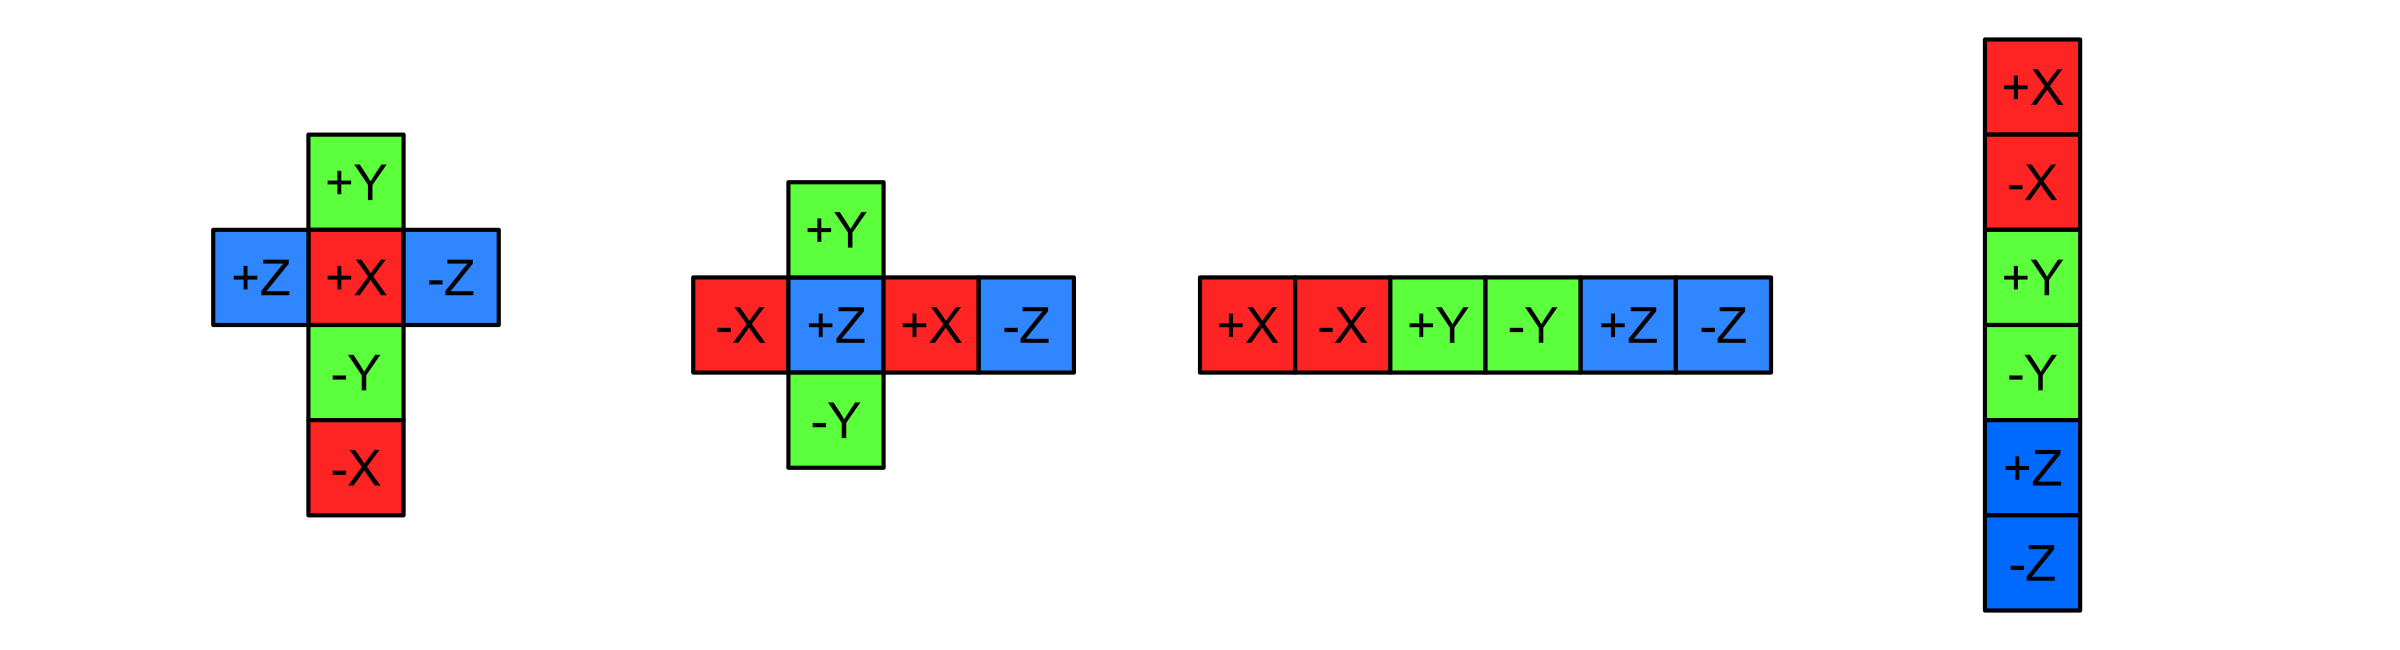 +Y
+Z +X -Z
-Y
-X
+Y
-X +Z +X -Z
-Y
+X -X +Y -Y +Z -Z
+X
-X
+Y
-Y
+Z
-Z